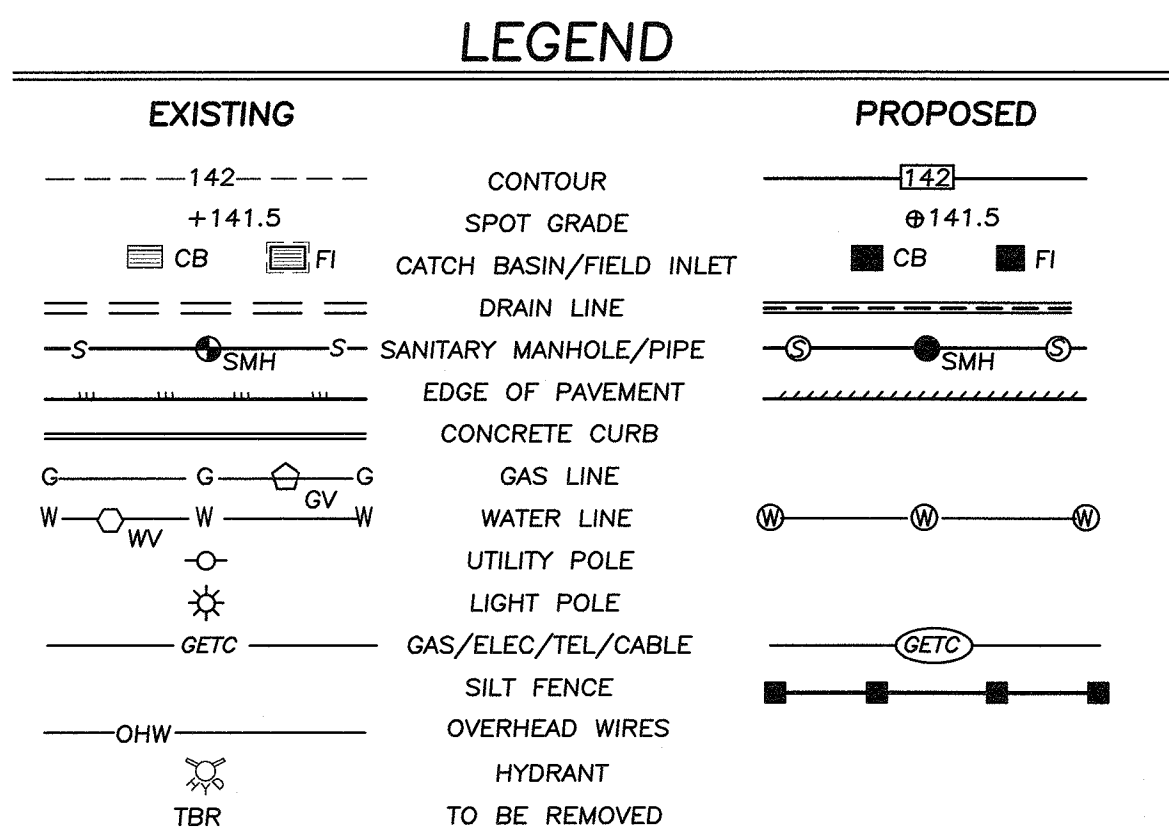 LEGEND
EXISTING PROPOSED
142 CONTOUR 142
+141.5 SPOT GRADE ⊕141.5
CB FI CATCH BASIN/FIELD INLET CB FI
DRAIN LINE
S SMH S SANITARY MANHOLE/PIPE S SMH S
EDGE OF PAVEMENT
CONCRETE CURB
G G GV G GAS LINE
W WV W W WATER LINE W W W
UTILITY POLE
LIGHT POLE
GETC GAS/ELEC/TEL/CABLE GETC
SILT FENCE
OHW OVERHEAD WIRES
HYD HYDRANT
TBR TO BE REMOVED